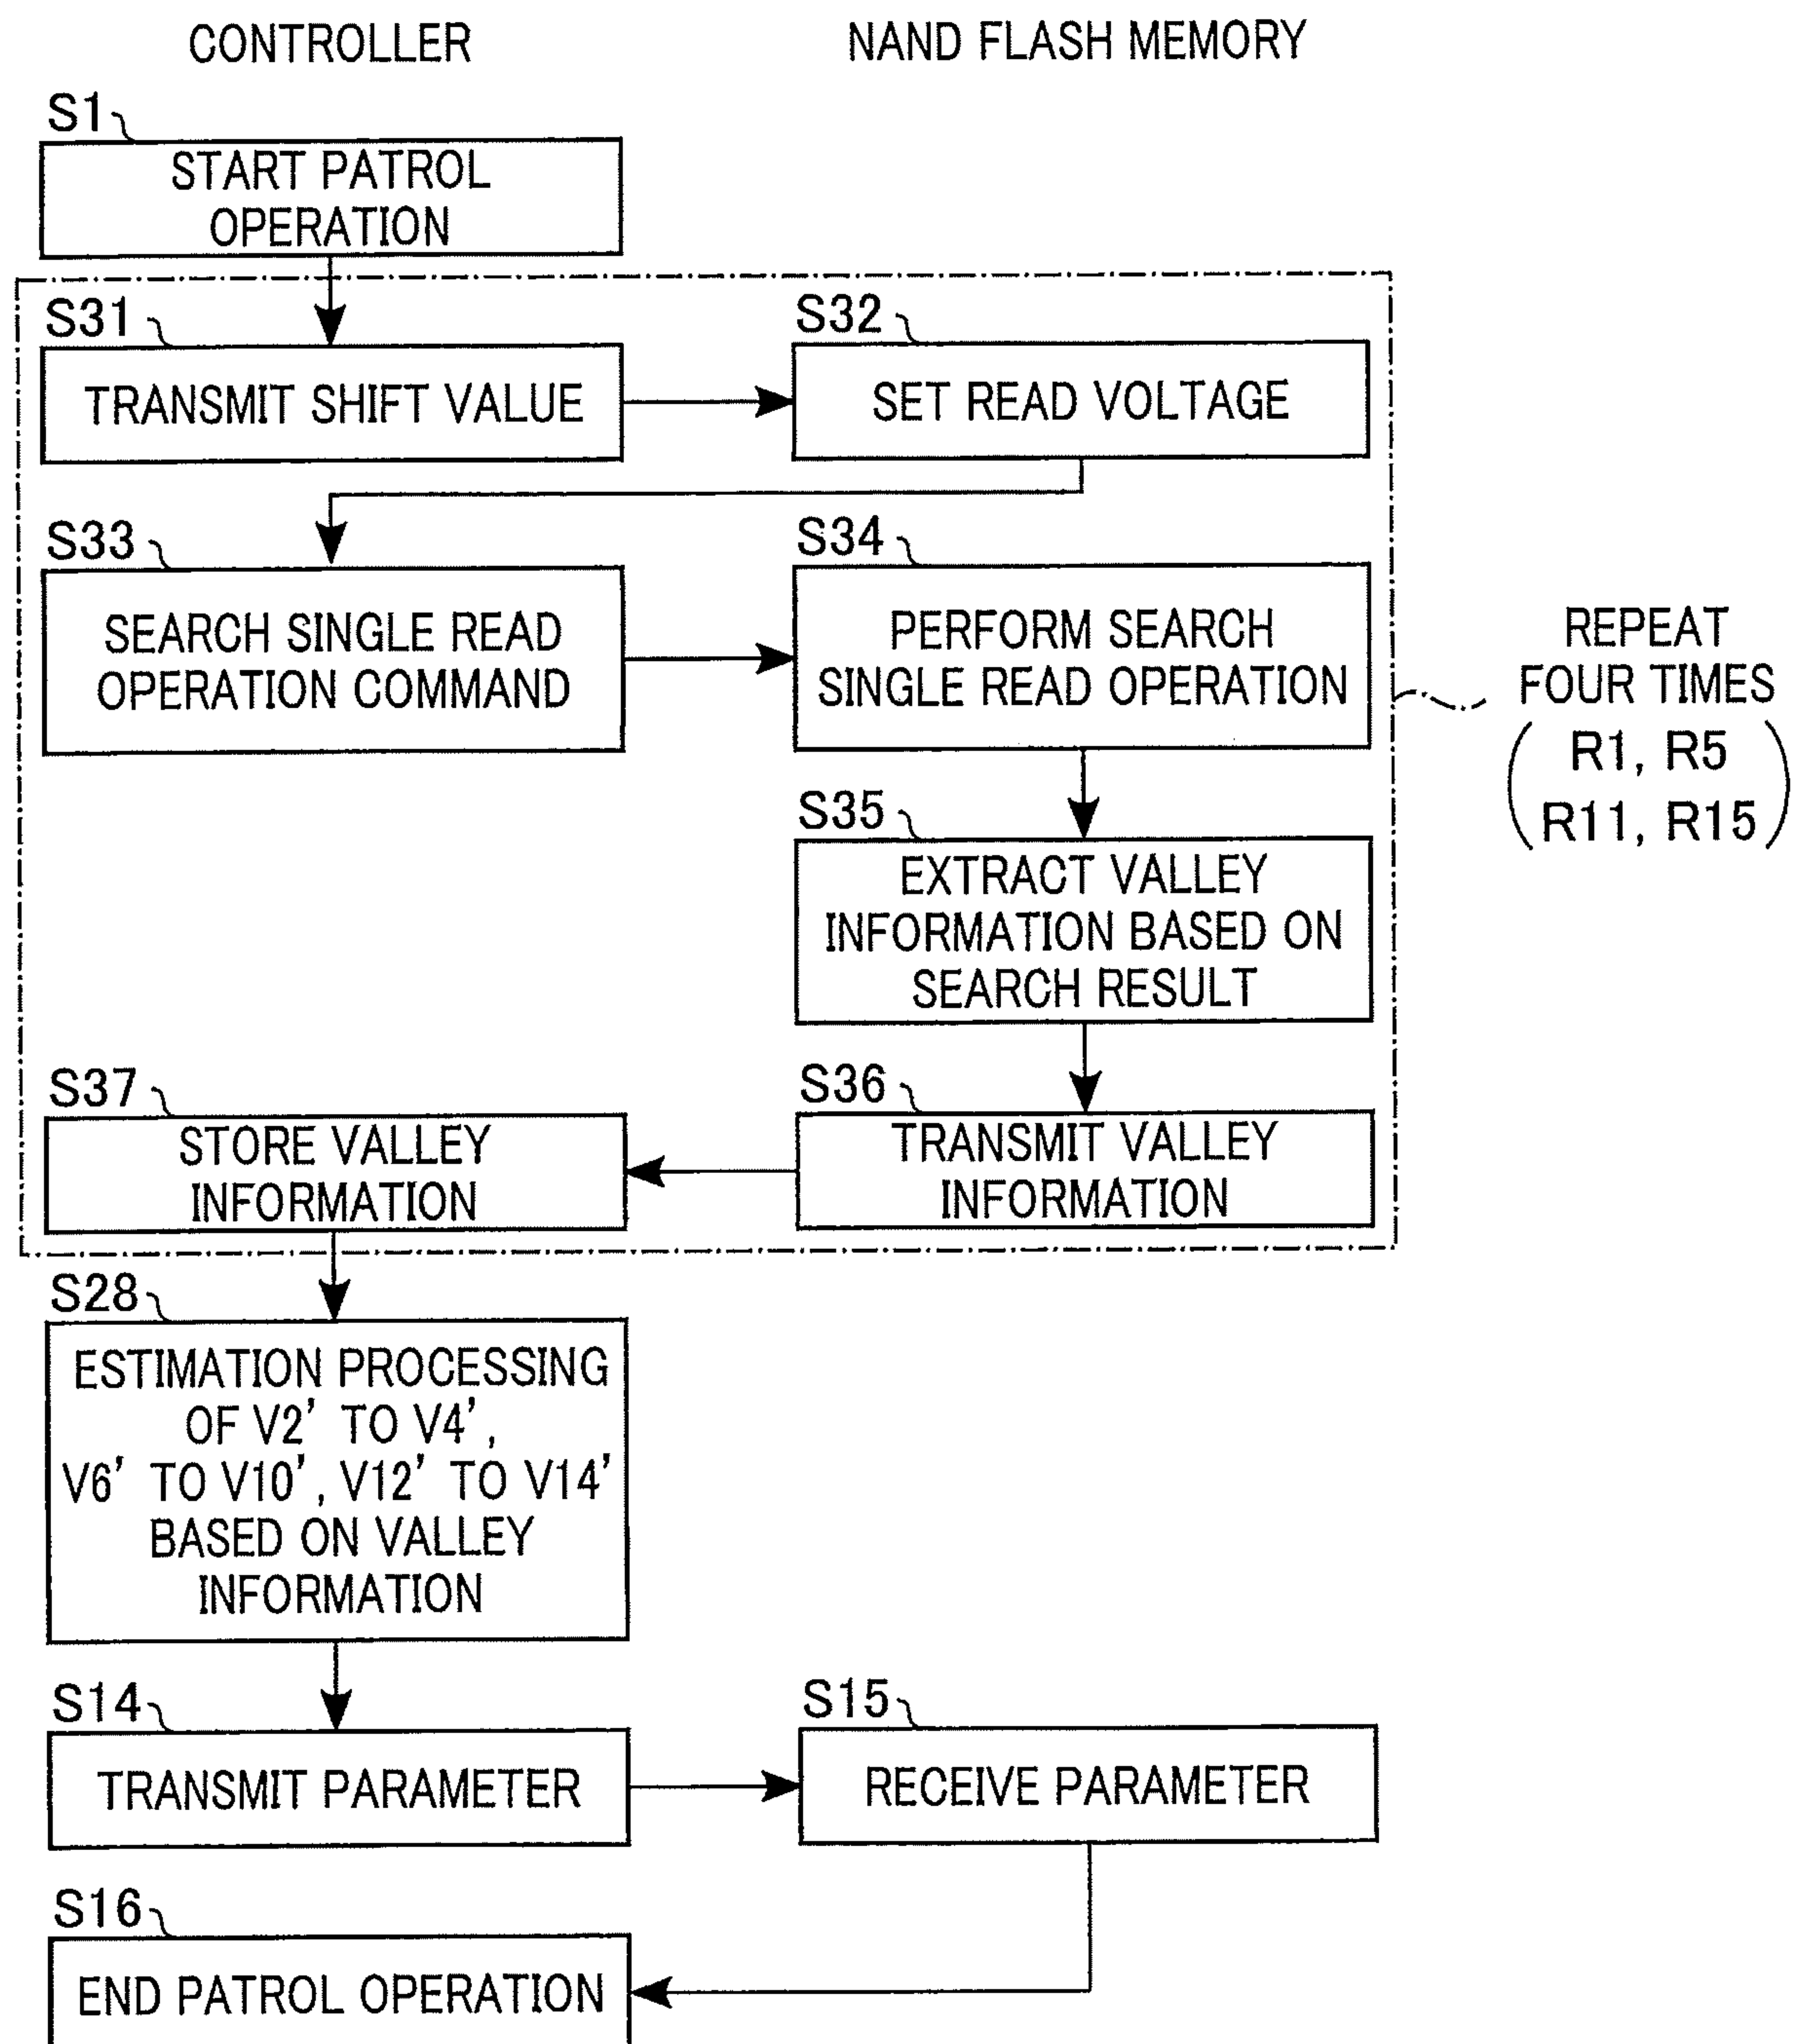 CONTROLLER
NAND FLASH MEMORY
S1
START PATROL
OPERATION
S31
TRANSMIT SHIFT VALUE
S32
SET READ VOLTAGE
S33
SEARCH SINGLE READ
OPERATION COMMAND
S34
PERFORM SEARCH
SINGLE READ OPERATION
REPEAT
FOUR TIMES
(R1, R5
R11, R15)
S35
EXTRACT VALLEY
INFORMATION BASED ON
SEARCH RESULT
S37
STORE VALLEY
INFORMATION
S36
TRANSMIT VALLEY
INFORMATION
S28
ESTIMATION PROCESSING
OF V2' TO V4',
V6' TO V10', V12' TO V14'
BASED ON VALLEY
INFORMATION
S14
TRANSMIT PARAMETER
S15
RECEIVE PARAMETER
S16
END PATROL OPERATION